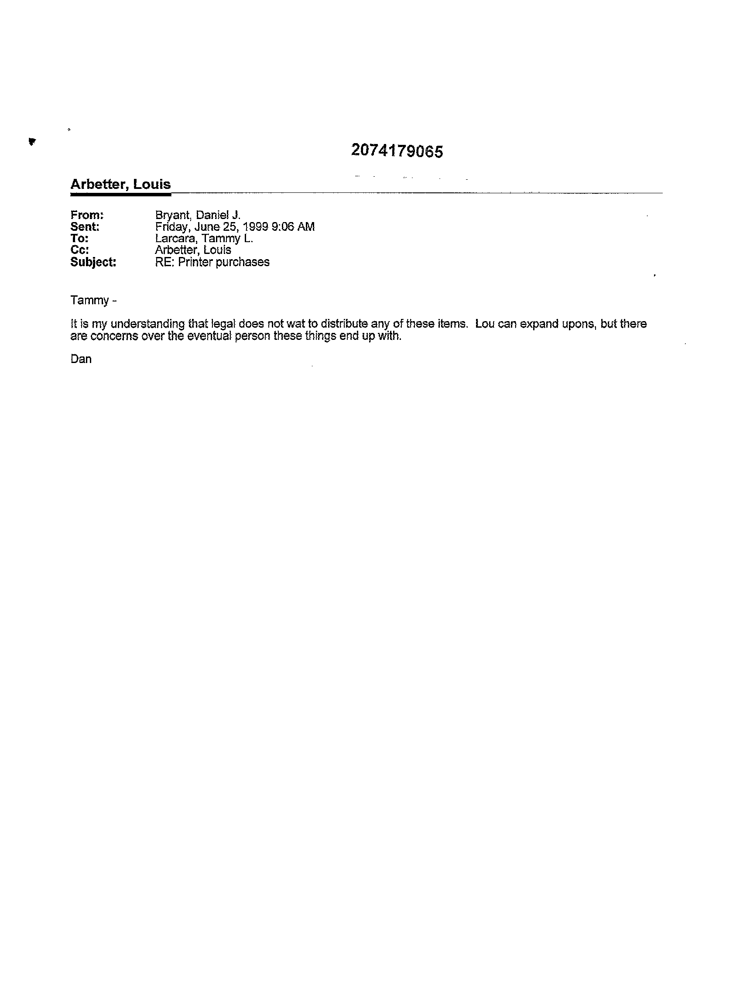 2074179065
Arbetter, Louis
From: Bryant, Daniel J.
Sent: Friday, June 25, 1999 9:06 AM
To: Larcara, Tammy L.
Cc: Arbetter, Louis
Subject: RE: Printer purchases
Tammy -
It is my understanding that legal does not wat to distribute any of these items. Lou can expand upons, but there
are concerns over the eventual person these things end up with.
Dan